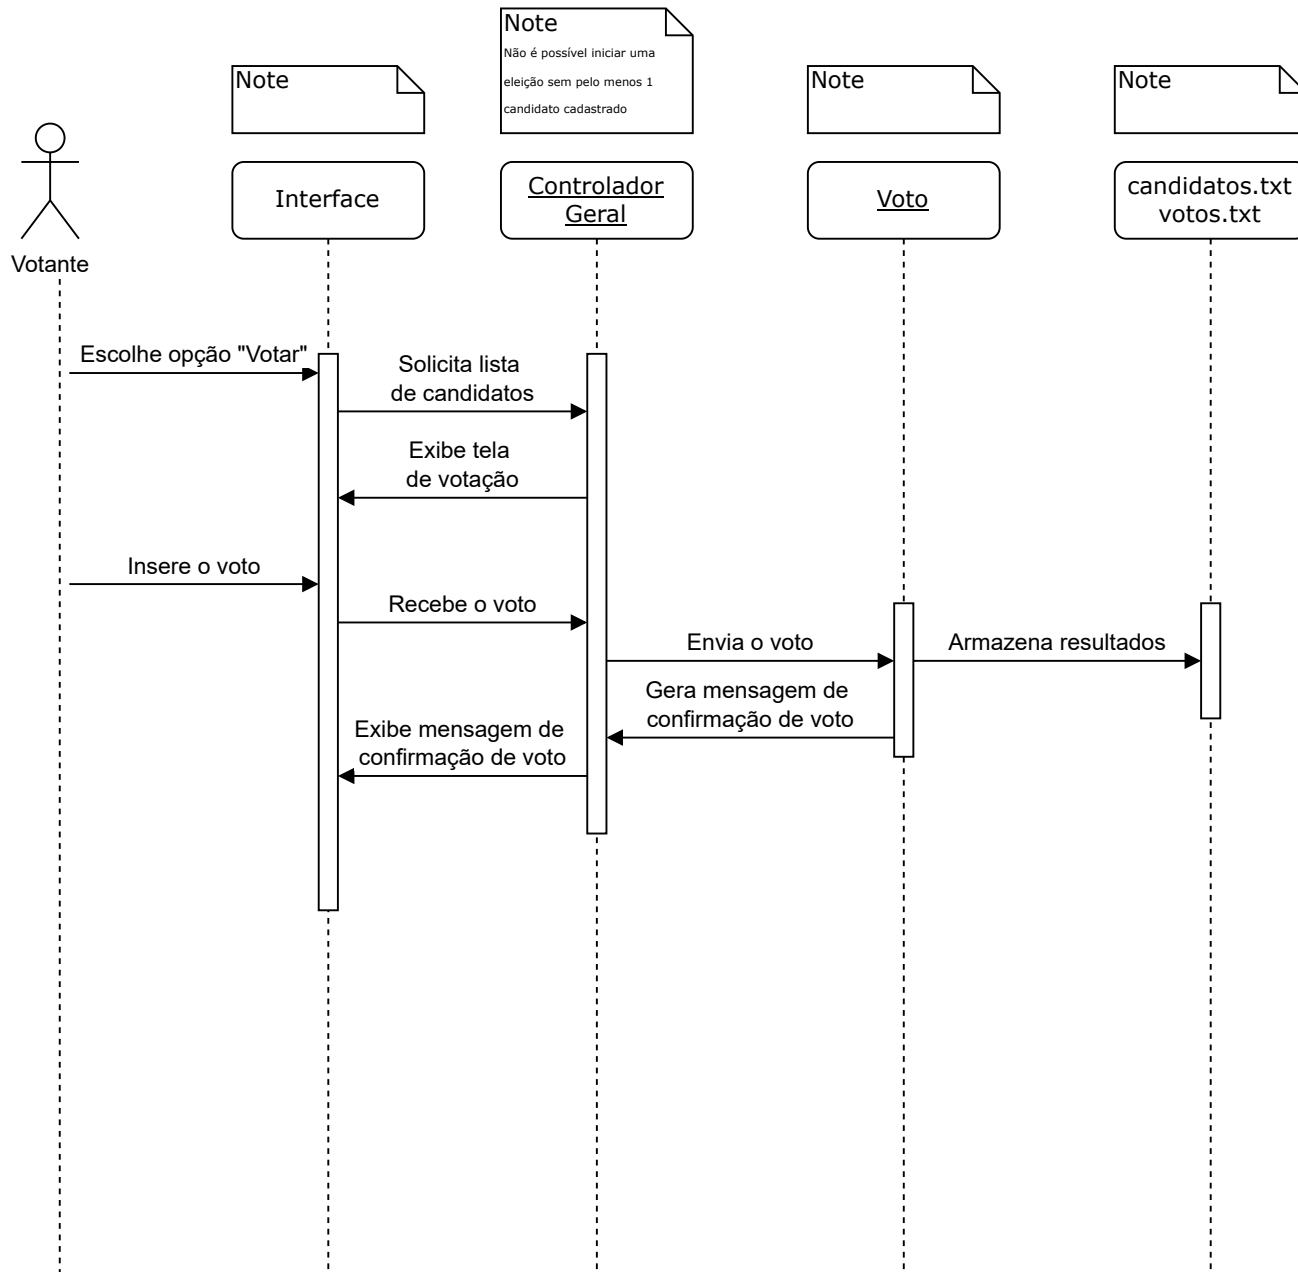 Note
Não é possível iniciar uma
eleição sem pelo menos 1
candidato cadastrado
Note
Note
Note
Votante
Interface
Controlador
Geral
Voto
candidatos.txt
votos.txt
Escolhe opção "Votar"
Solicita lista
de candidatos
Exibe tela
de votação
Insere o voto
Recebe o voto
Envia o voto
Armazena resultados
Gera mensagem de
confirmação de voto
Exibe mensagem de
confirmação de voto